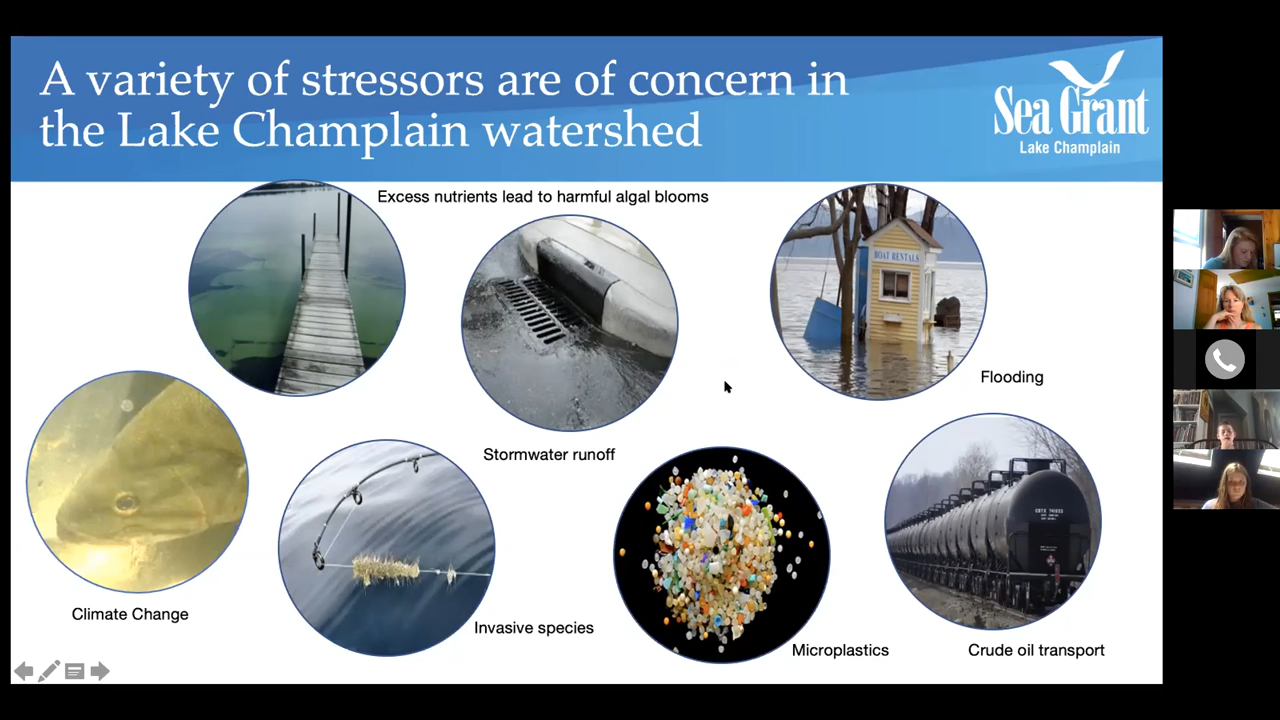 A variety of stressors are of concern in
the Lake Champlain watershed
Sea Grant
Lake Champlain
Excess nutrients lead to harmful algal blooms
BOAT RENTALS
Flooding
Stormwater runoff
Climate Change
Invasive species
Microplastics
Crude oil transport